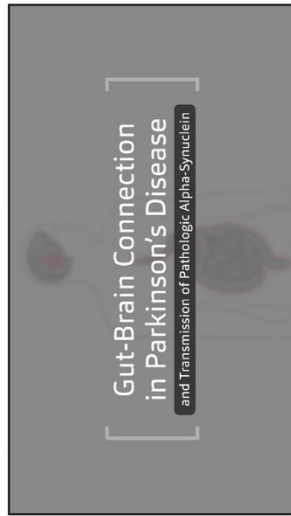 Gut-Brain Connection
in Parkinson's Disease
and Transmission of Pathologic Alpha-Synuclein